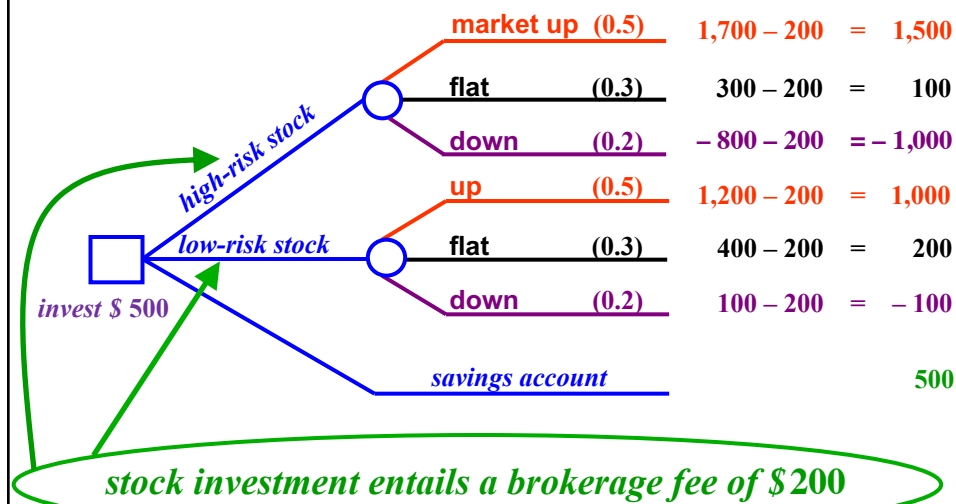 market up (0.5) 1,700 – 200 = 1,500
flat (0.3) 300 – 200 = 100
down (0.2) – 800 – 200 = – 1,000
high-risk stock
up (0.5) 1,200 – 200 = 1,000
low-risk stock flat (0.3) 400 – 200 = 200
invest $ 500 down (0.2) 100 – 200 = – 100
savings account 500
stock investment entails a brokerage fee of $200